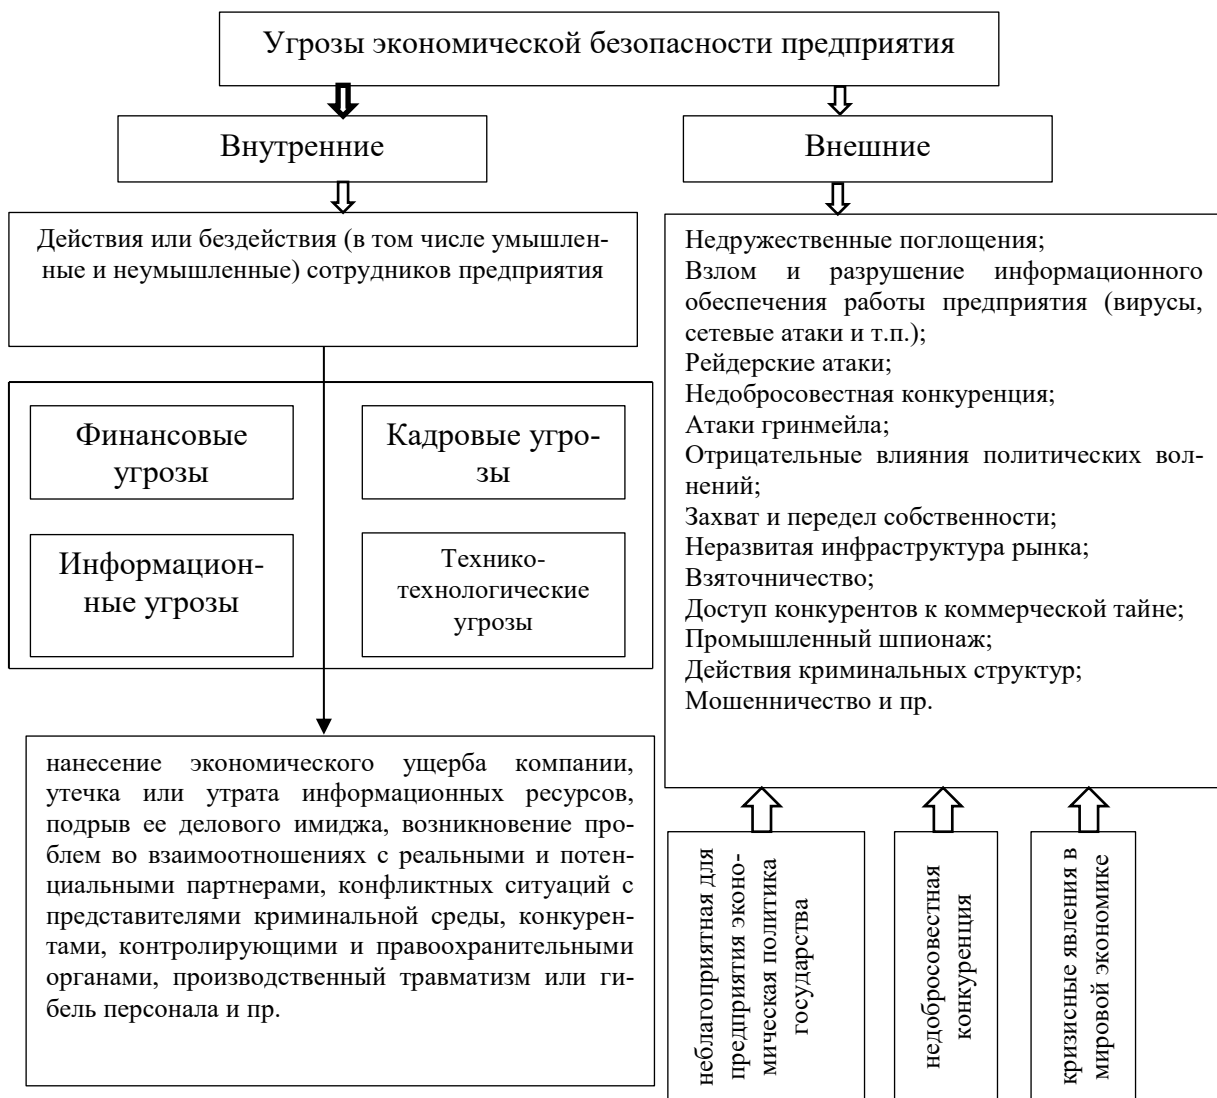 Угрозы экономической безопасности предприятия
Внутренние
Внешние
Действия или бездействия (в том числе умышлен-
ные и неумышленные) сотрудников предприятия
Финансовые
угрозы
Кадровые угро-
зы
Информацион-
ные угрозы
Технико-
технологические
угрозы
нанесение экономического ущерба компании,
утечка или утрата информационных ресурсов,
подрыв ее делового имиджа, возникновение про-
блем во взаимоотношениях с реальными и потен-
циальными партнерами, конфликтных ситуаций с
представителями криминальной среды, конкурен-
тами, контролирующими и правоохранительными
органами, производственный травматизм или ги-
бель персонала и пр.
Недружественные поглощения;
Взлом и разрушение информационного
обеспечения работы предприятия (вирусы,
сетевые атаки и т.п.);
Рейдерские атаки;
Недобросовестная конкуренция;
Атаки гринмейла;
Отрицательные влияния политических вол-
нений;
Захват и передел собственности;
Неразвитая инфраструктура рынка;
Взяточничество;
Доступ конкурентов к коммерческой тайне;
Промышленный шпионаж;
Действия криминальных структур;
Мошенничество и пр.
неблагоприятная для
предприятия эконо-
мическая политика
государства
недобросовестная
конкуренция
кризисные явления в
мировой экономике